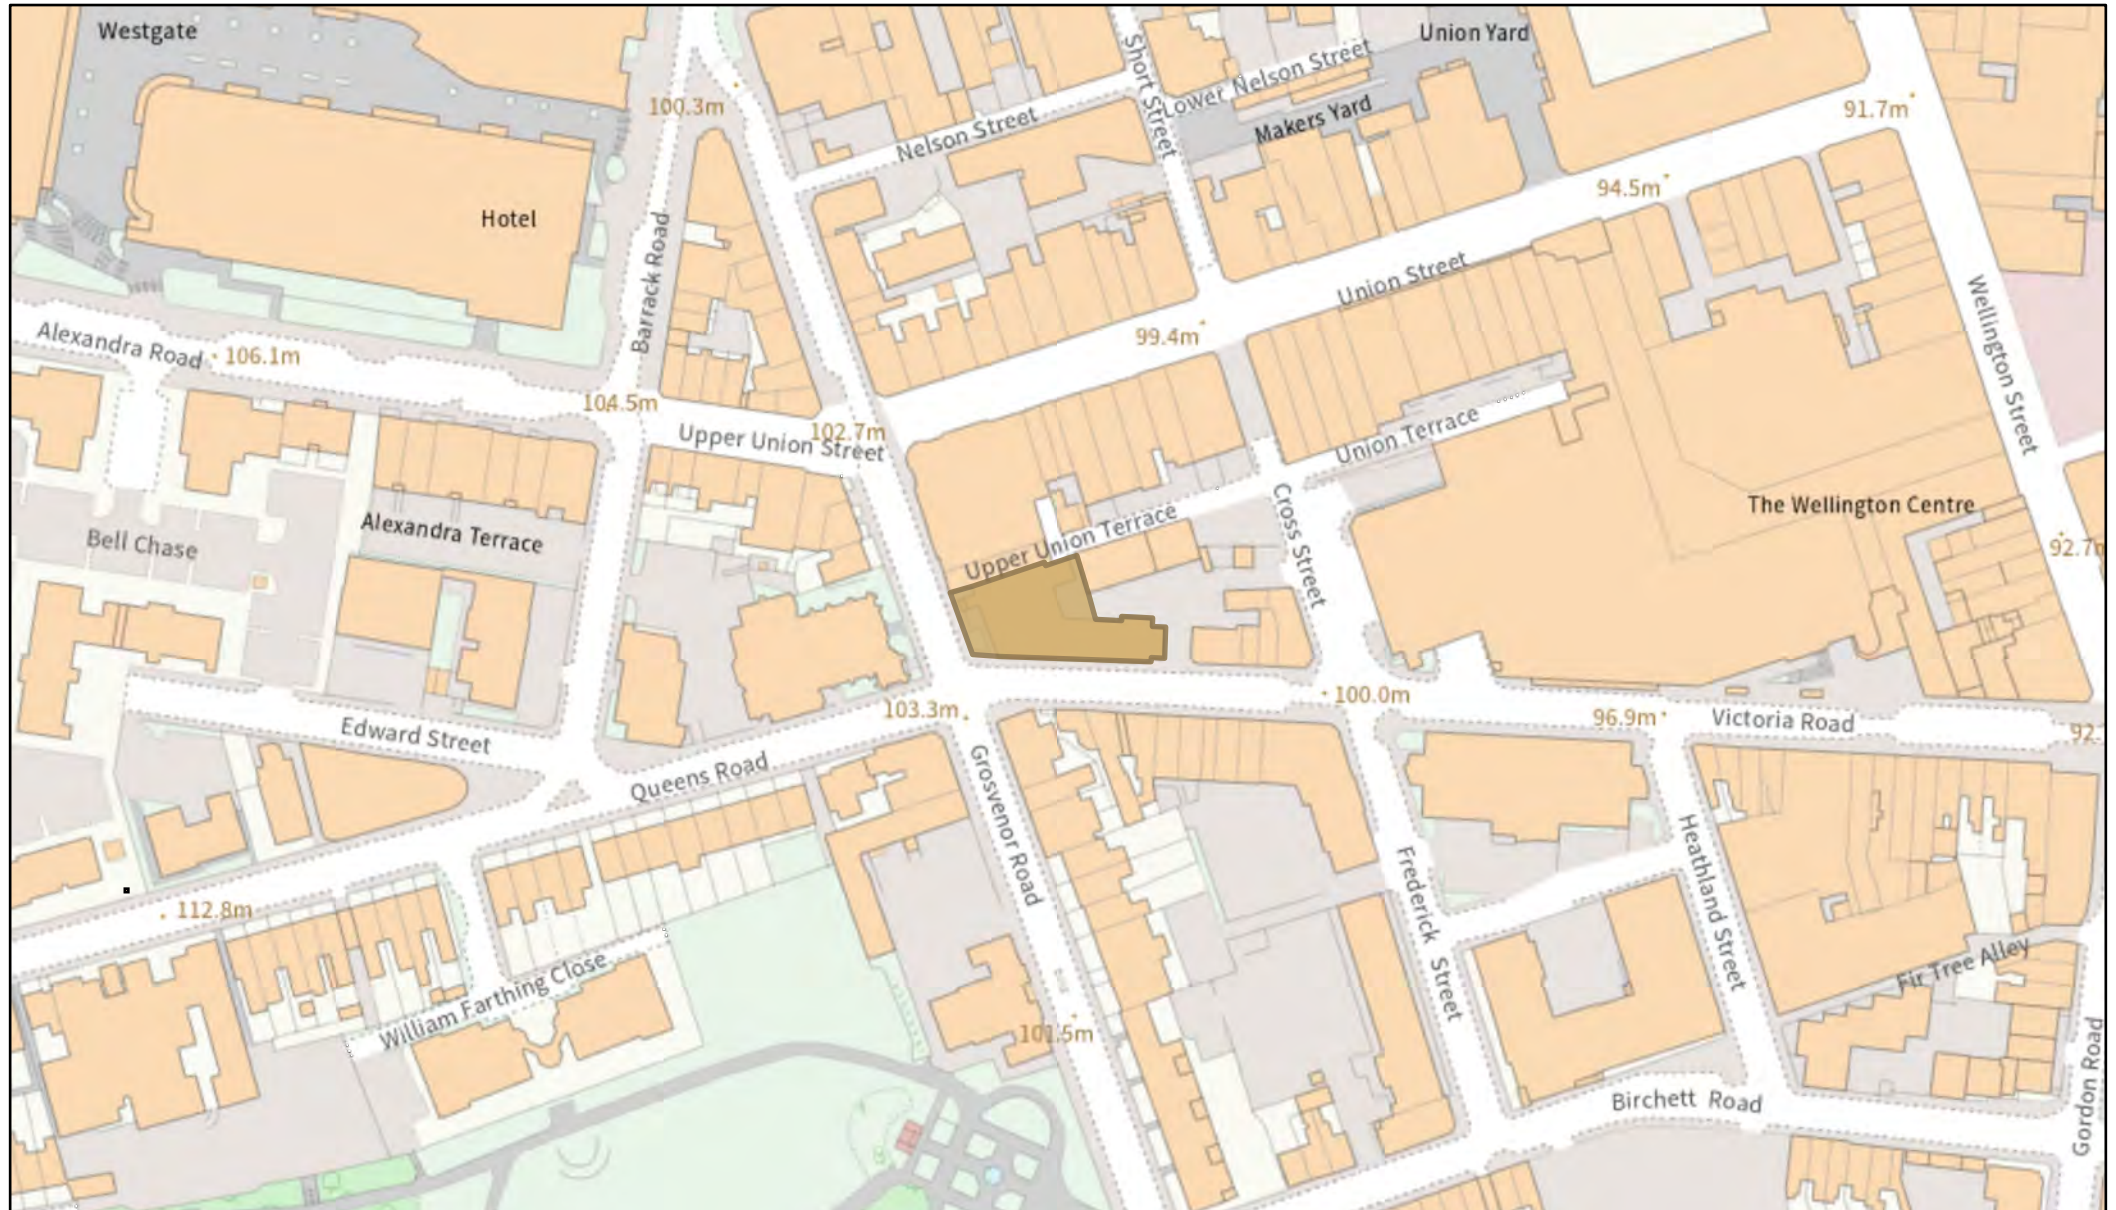 Westgate
Union Yard
Short Street
Lower Nelson Street
100.3m
91.7m
Makers Yard
Nelson Street
94.5m
Hotel
Barrack Road
Union Street
Wellington Street
99.4m
Alexandra Road
106.1m
104.5m
102.7m
Upper Union Street
Union Terrace
Cross Street
The Wellington Centre
Alexandra Terrace
Bell Chase
Upper Union Terrace
92.7m
100.0m
103.3m
96.9m
Victoria Road
92.
Edward Street
Queens Road
Grosvenor Road
Frederick Street
Heathland Street
112.8m
William Farthing Close
Fir Tree Alley
101.5m
Birchett Road
Gordon Road